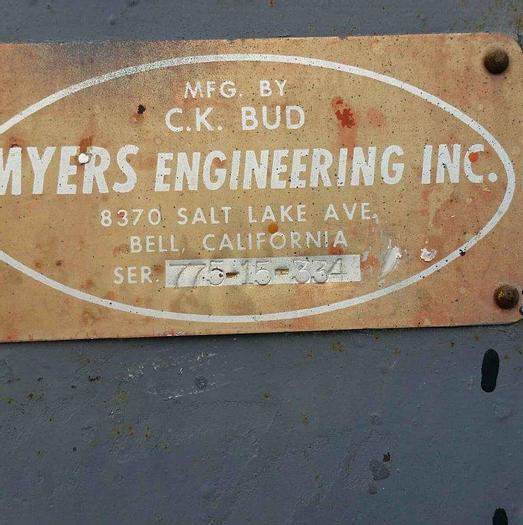 MFG. BY
C.K. BUD
MYERS ENGINEERING INC.
8370 SALT LAKE AVE.
BELL, CALIFORNIA
SER. 775-15-334